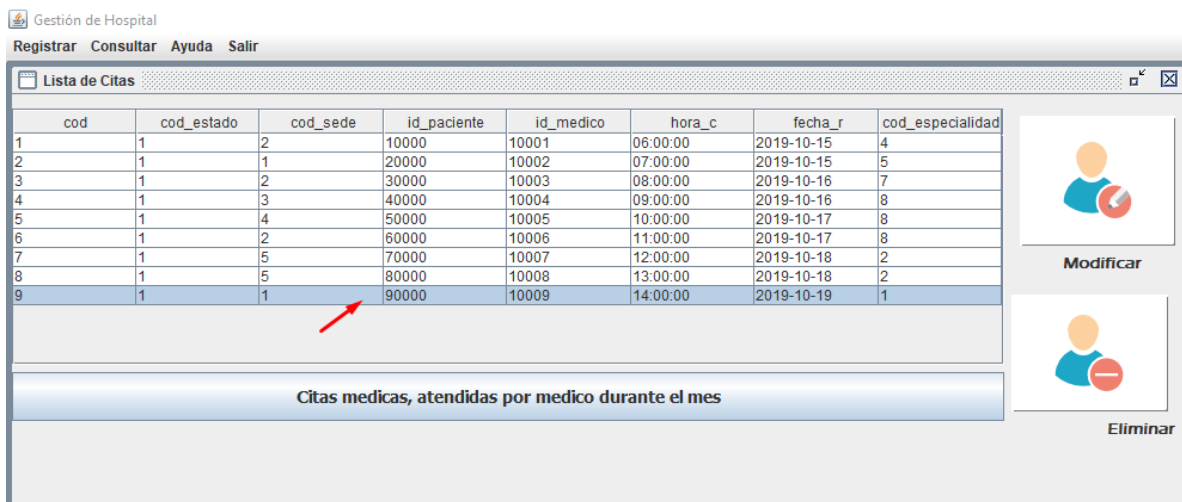 Gestión de Hospital
Registrar Consultar Ayuda Salir
Lista de Citas
cod cod_estado cod_sede id_paciente id_medico hora_c fecha_r cod_especialidad
1 1 2 10000 10001 06:00:00 2019-10-15 4
2 1 1 20000 10002 07:00:00 2019-10-15 5
3 1 2 30000 10003 08:00:00 2019-10-16 7
4 1 3 40000 10004 09:00:00 2019-10-16 8
5 1 4 50000 10005 10:00:00 2019-10-17 8
6 1 2 60000 10006 11:00:00 2019-10-17 8
7 1 5 70000 10007 12:00:00 2019-10-18 2
8 1 5 80000 10008 13:00:00 2019-10-18 2
9 1 1 90000 10009 14:00:00 2019-10-19 1
Modificar
Citas medicas, atendidas por medico durante el mes
Eliminar